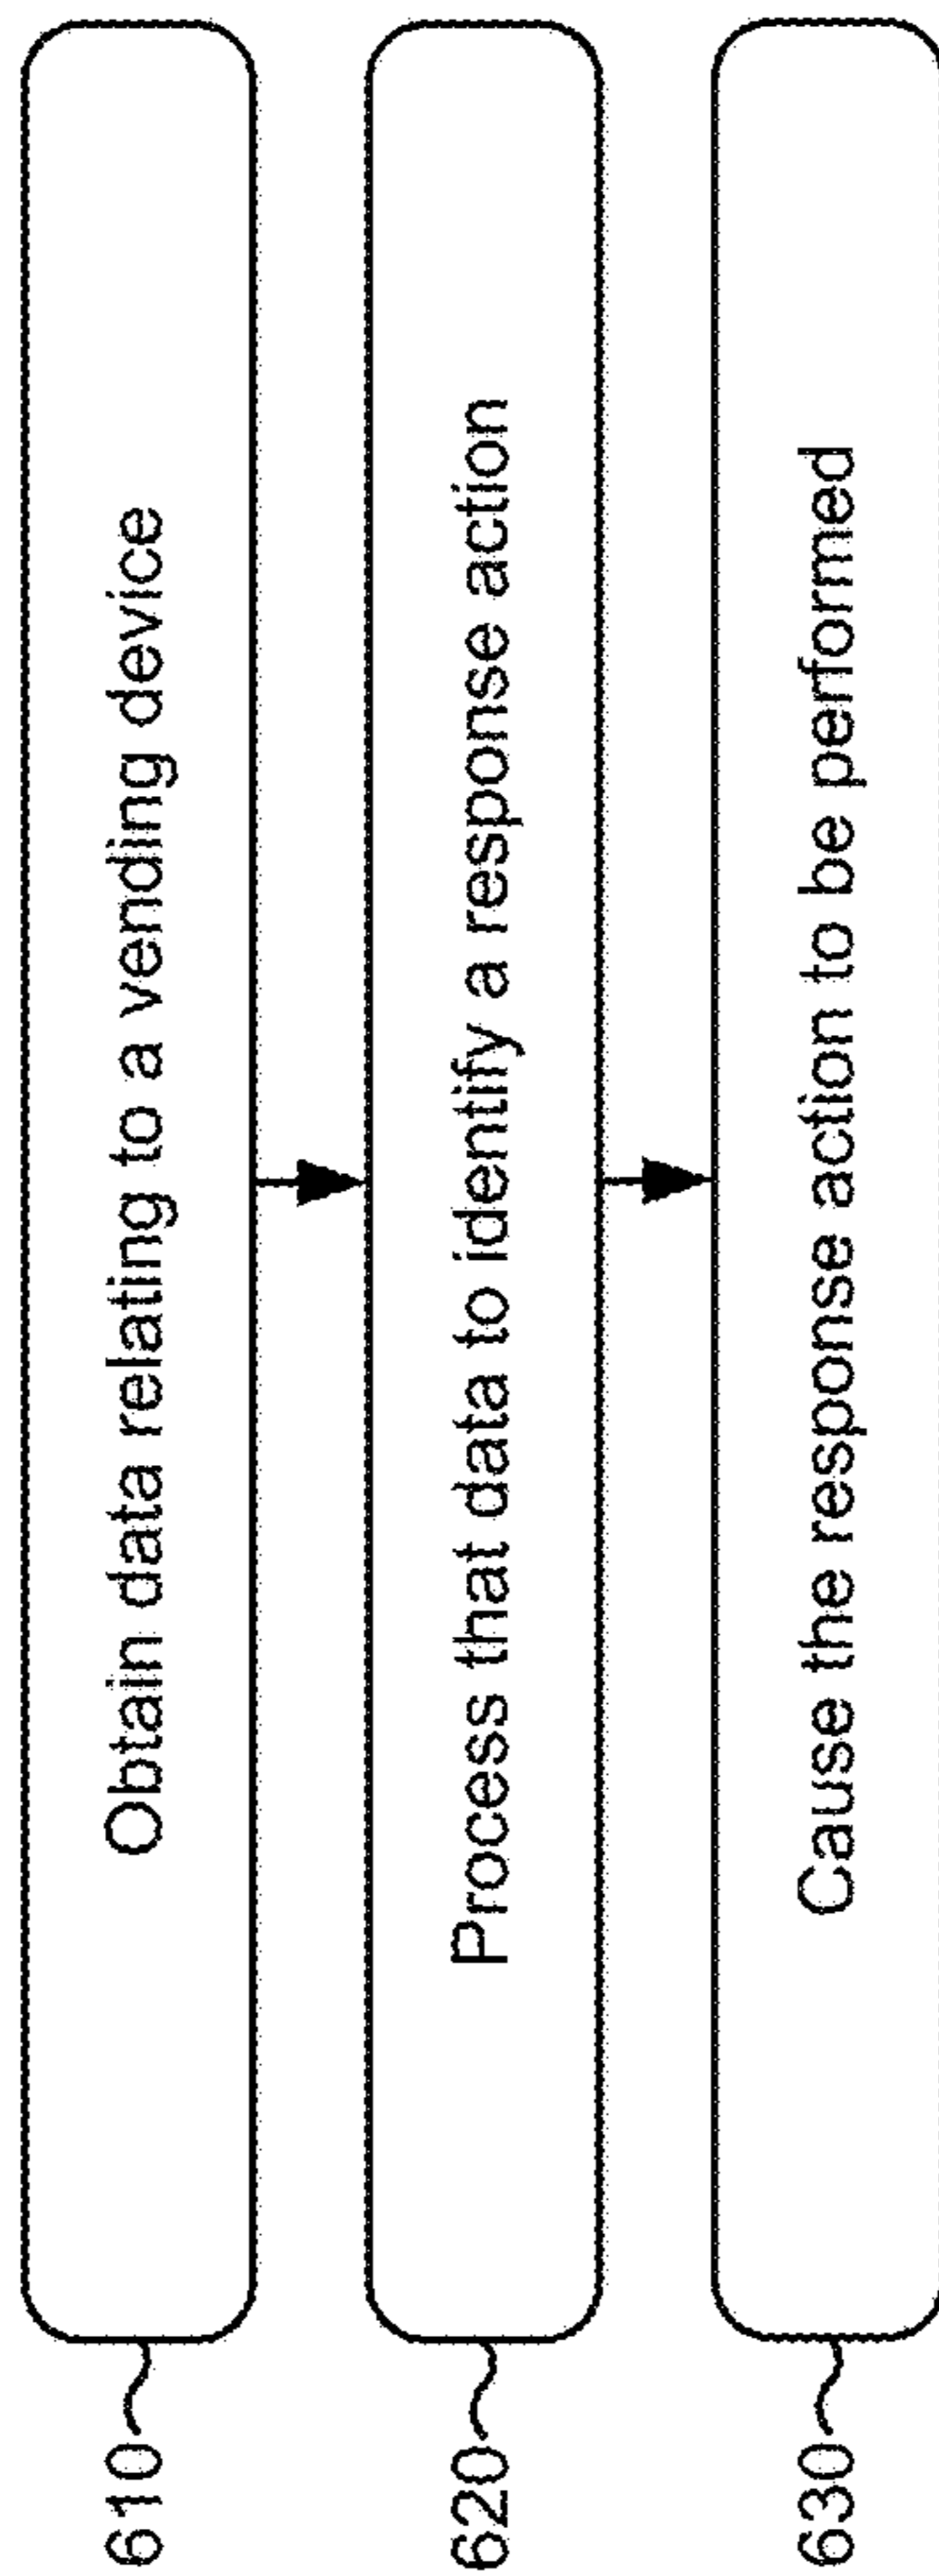 610
Obtain data relating to a vending device
620
Process that data to identify a response action
630
Cause the response action to be performed